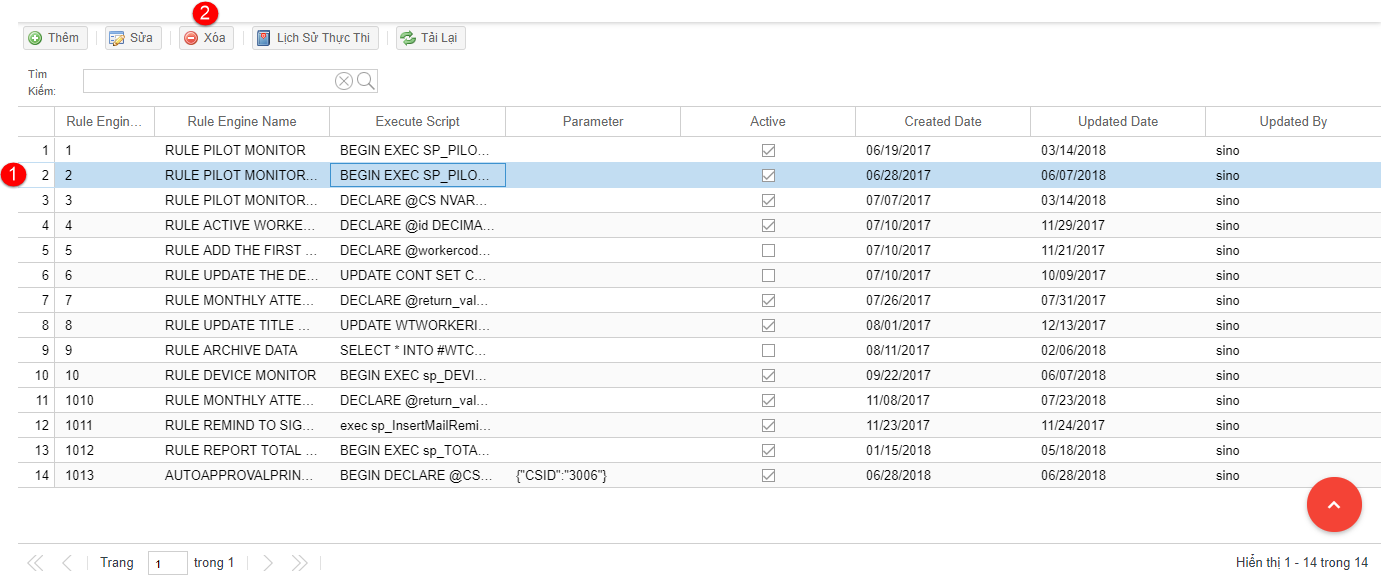 2
Thêm Sửa Xóa Lịch Sử Thực Thi Tải Lại
Tìm
Kiếm:
Rule Engin... Rule Engine Name Execute Script Parameter Active Created Date Updated Date Updated By
1 1 RULE PILOT MONITOR BEGIN EXEC SP_PILO... 06/19/2017 03/14/2018 sino
1 2 2 RULE PILOT MONITOR... BEGIN EXEC SP_PILO... 06/28/2017 06/07/2018 sino
3 3 RULE PILOT MONITOR... DECLARE @CS NVAR... 07/07/2017 03/14/2018 sino
4 4 RULE ACTIVE WORKE... DECLARE @id DECIMA... 07/10/2017 11/29/2017 sino
5 5 RULE ADD THE FIRST ... DECLARE @workercod... 07/10/2017 11/21/2017 sino
6 6 RULE UPDATE THE DE... UPDATE CONT SET C... 07/10/2017 10/09/2017 sino
7 7 RULE MONTHLY ATTE... DECLARE @return_val... 07/26/2017 07/31/2017 sino
8 8 RULE UPDATE TITLE ... UPDATE WTWORKERI... 08/01/2017 12/13/2017 sino
9 9 RULE ARCHIVE DATA SELECT * INTO #WTC... 08/11/2017 02/06/2018 sino
10 10 RULE DEVICE MONITOR BEGIN EXEC sp_DEVI... 09/22/2017 06/07/2018 sino
11 1010 RULE MONTHLY ATTE... DECLARE @return_val... 11/08/2017 07/23/2018 sino
12 1011 RULE REMIND TO SIG... exec sp_InsertMailRemi... 11/23/2017 11/24/2017 sino
13 1012 RULE REPORT TOTAL ... BEGIN EXEC sp_TOTA... 01/15/2018 05/18/2018 sino
14 1013 AUTOAPPROVALPRIN... BEGIN DECLARE @CS... {"CSID":"3006"} 06/28/2018 06/28/2018 sino
Trang 1 trong 1 Hiển thị 1 - 14 trong 14